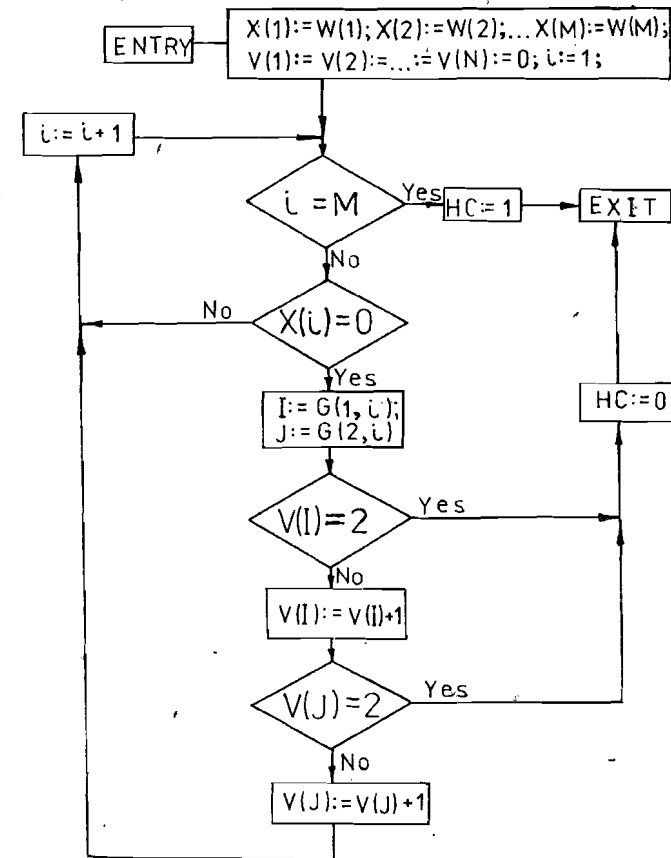 ENTRY
X(1):=W(1); X(2):=W(2);... X(M):=W(M);
V(1):= V(2):=...:= V(N):=0; i:=1;
i:= i+1
i = M
Yes
HC:=1
EXIT
No
X(i)=0
No
Yes
I:= G(1, i);
J:= G(2, i)
HC:=0
V(I)=2
Yes
No
V(I):= V(I)+1
V(J)=2
Yes
No
V(J):= V(J)+1